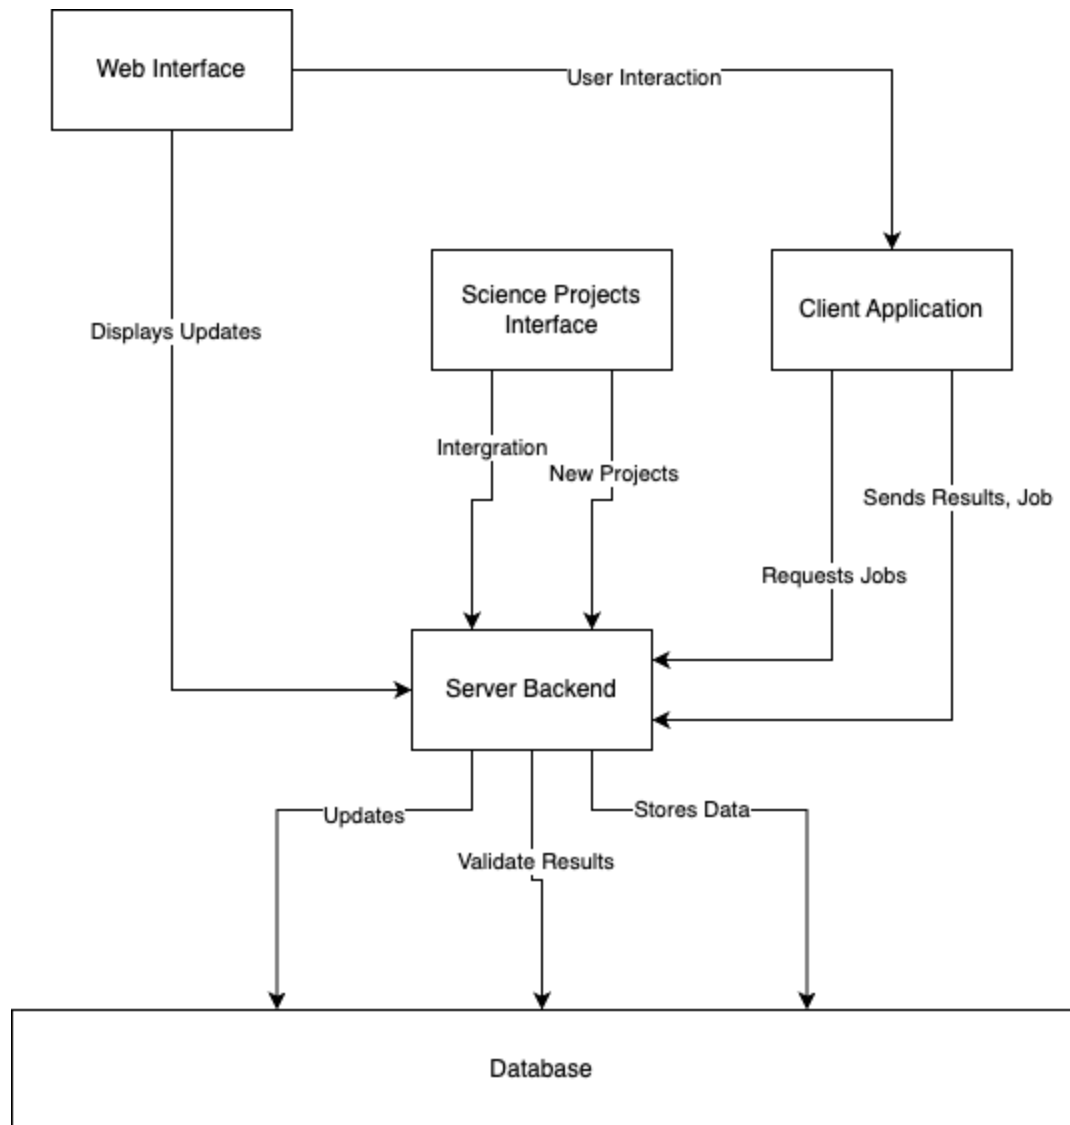 Web Interface
User Interaction
Science Projects
Interface
Client Application
Displays Updates
Intergration
New Projects
Sends Results, Job
Requests Jobs
Server Backend
Updates
Stores Data
Validate Results
Database